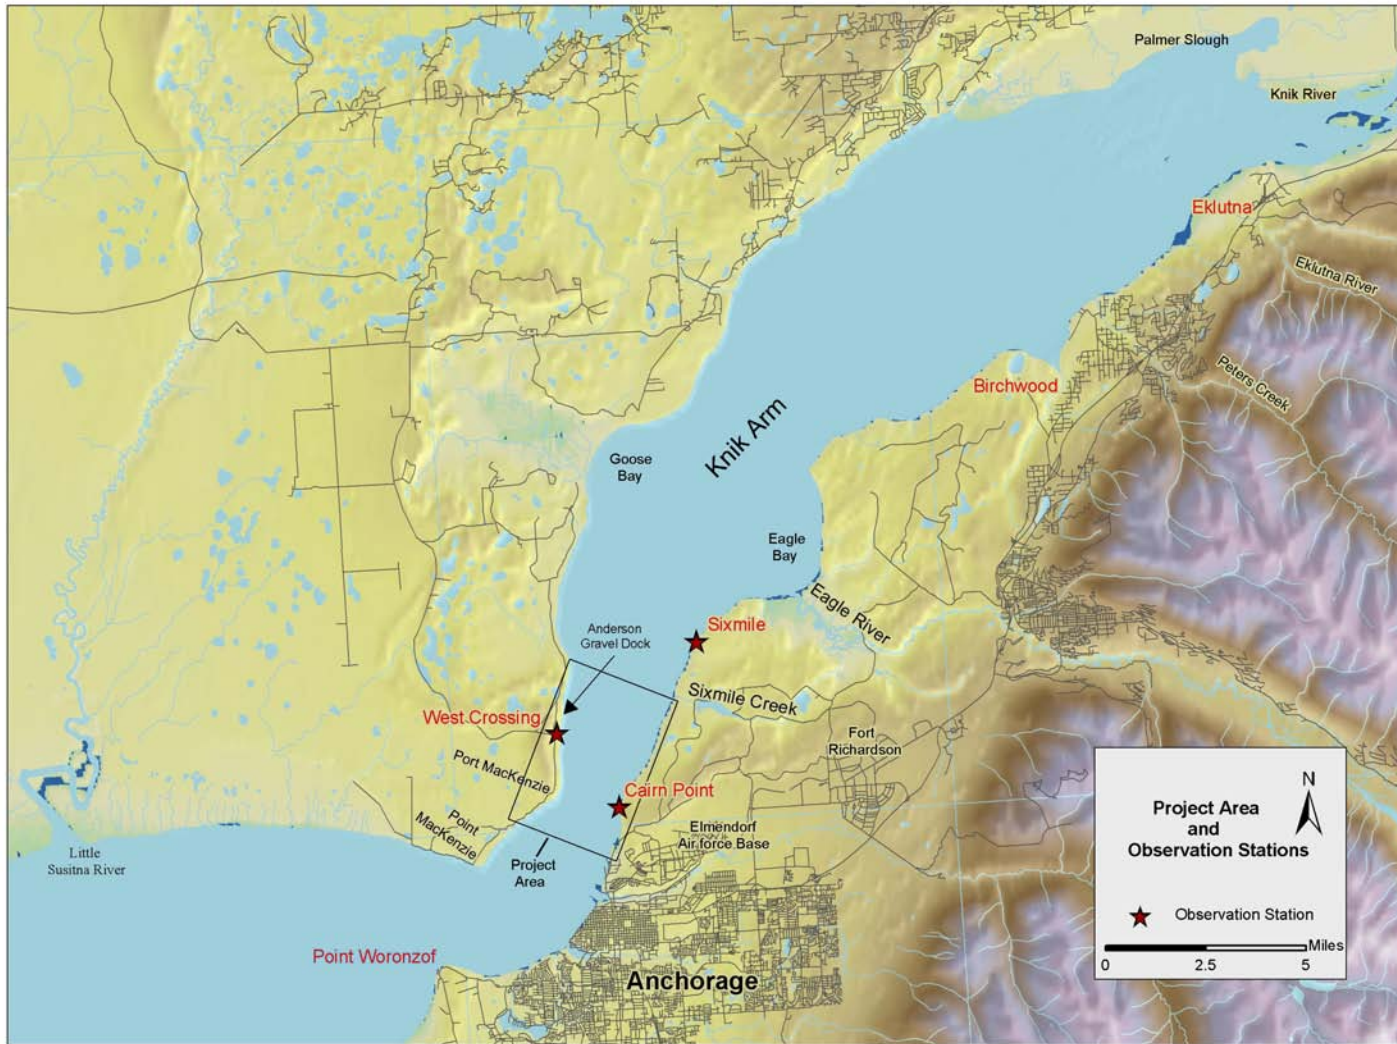 Palmer Slough
Knik River
Eklutna
Eklutna River
Peters Creek
Birchwood
Knik Arm
Goose
Bay
Eagle
Bay
Eagle River
Sixmile
Anderson
Gravel Dock
Sixmile Creek
West Crossing
Fort
Richardson
Port MacKenzie
Cairn Point
Point
MacKenzie
Elmendorf
Air force Base
Project
Area
Little
Susitna River
Point Woronzof
Anchorage
N
Project Area
and
Observation Stations
Observation Station
Miles
0 2.5 5